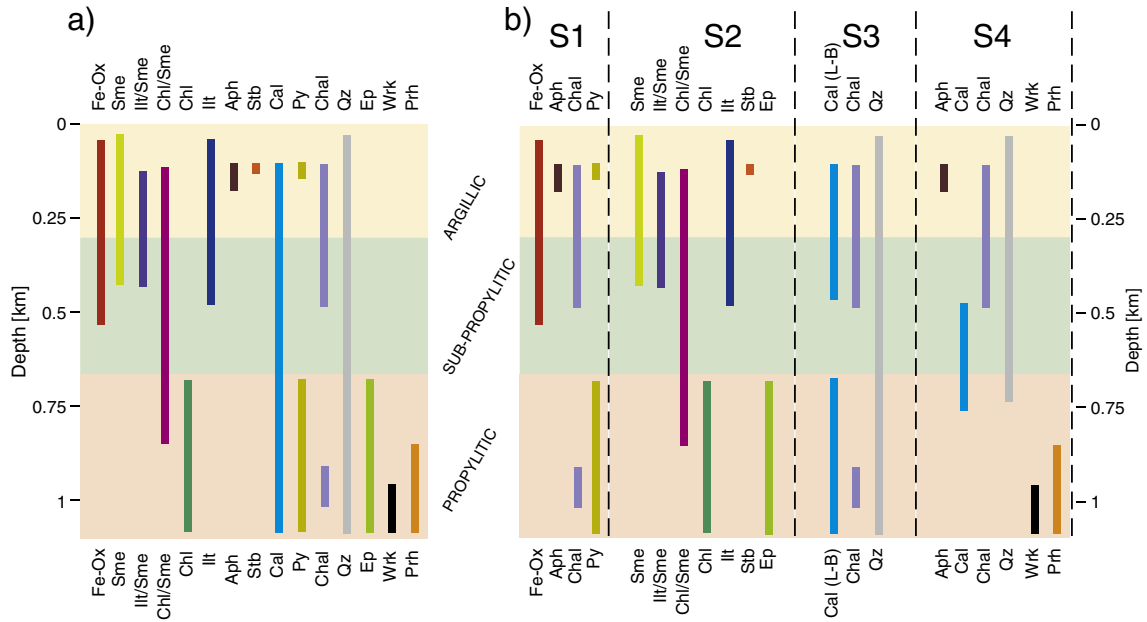 a)
Fe-Ox
Sme
Ilt/Sme
Chl/Sme
Chl
Ilt
Aph
Stb
Cal
Py
Chal
Qz
Ep
Wrk
Prh
0
0.25
0.5
0.75
1
Depth [km]
Fe-Ox
Sme
Ilt/Sme
Chl/Sme
Chl
Ilt
Aph
Stb
Cal
Py
Chal
Qz
Ep
Wrk
Prh
ARGILLIC
SUB-PROPYLITIC
PROPYLITIC
b)
S1
S2
S3
S4
Fe-Ox
Aph
Chal
Py
Sme
Ilt/Sme
Chl/Sme
Chl
Ilt
Stb
Ep
Cal (L-B)
Chal
Qz
Aph
Cal
Chal
Qz
Wrk
Prh
0
0.25
0.5
0.75
1
Depth [km]
Fe-Ox
Aph
Chal
Py
Sme
Ilt/Sme
Chl/Sme
Chl
Ilt
Stb
Ep
Cal (L-B)
Chal
Qz
Aph
Cal
Chal
Qz
Wrk
Prh